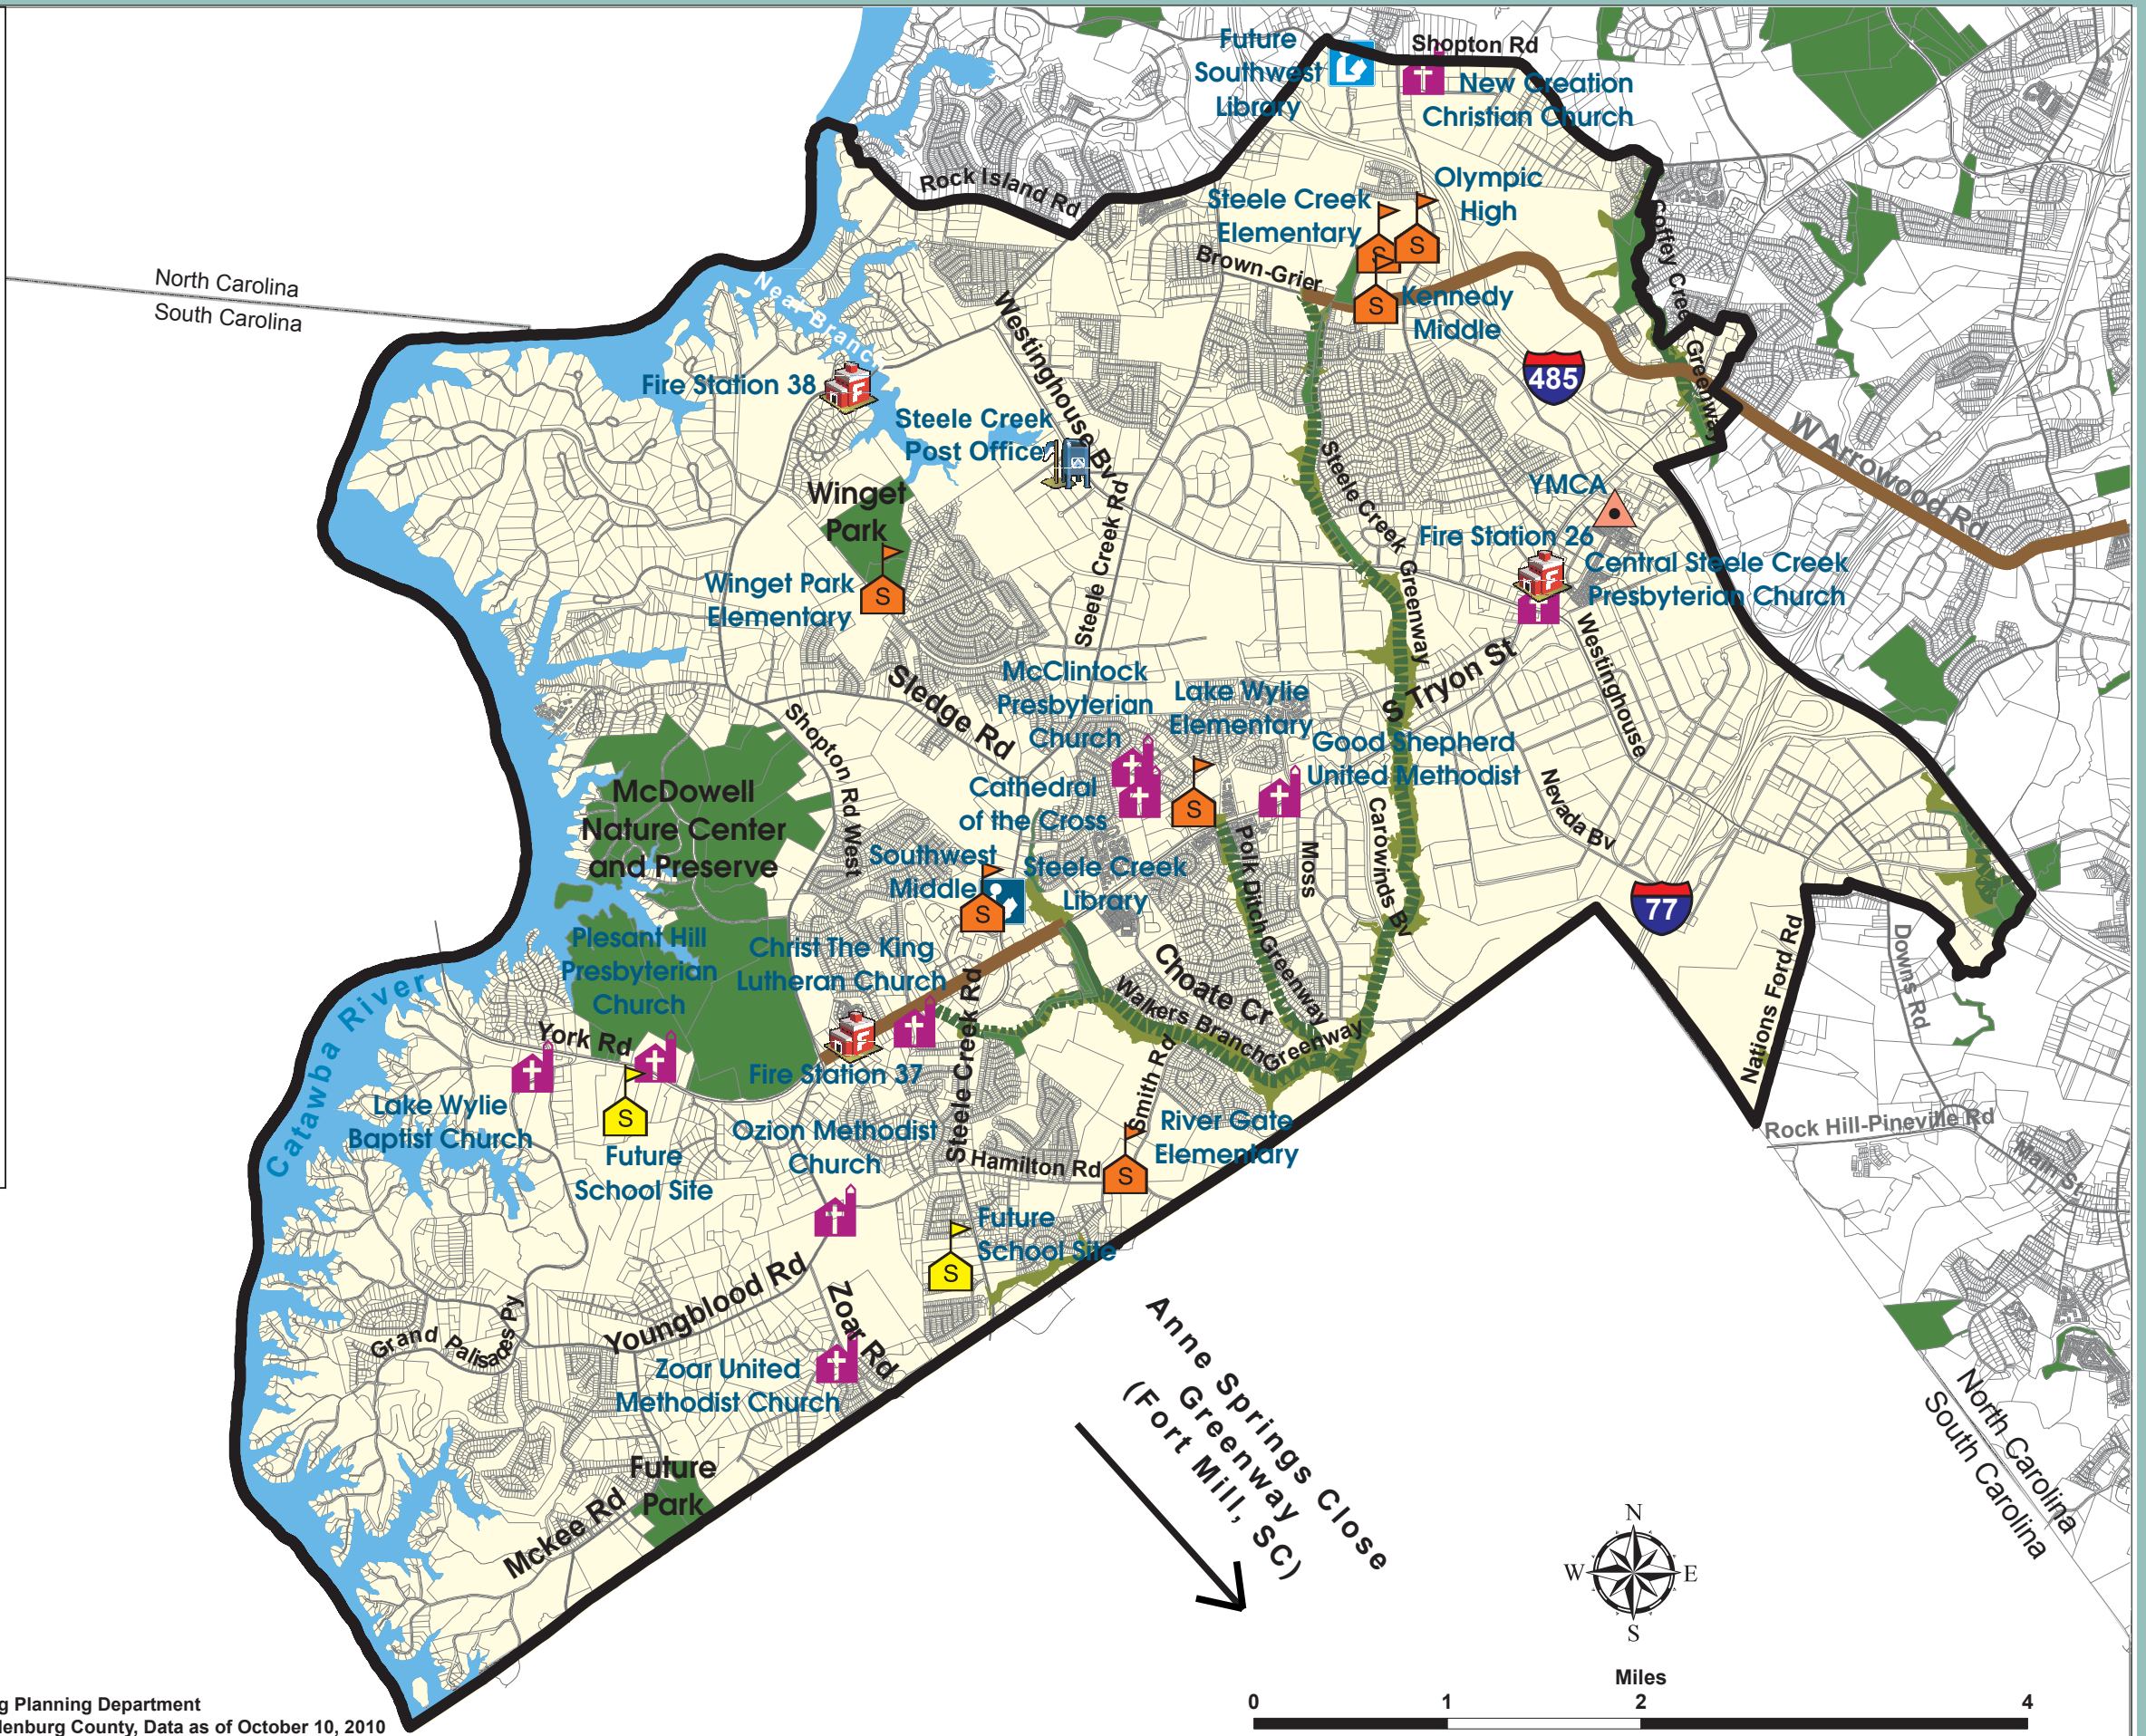 Future
Southwest
Library
Shopton Rd
New Creation
Christian Church
Rock Island Rd
Steele Creek
Elementary
Olympic
High
Coffey Creek
Greenway
Brown-Grier
Kennedy
Middle
North Carolina
South Carolina
Neal Branch
Westinghouse Bv
485
Fire Station 38
F
Steele Creek
Post Office
W Arrowood Rd
Winget
Park
Steele Creek Rd
Steele Creek Greenway
YMCA
Fire Station 26
F
Central Steele Creek
Presbyterian Church
Winget Park
Elementary
S
S
S
S
Westinghouse
Sledge Rd
McClintock
Presbyterian
Church
Lake Wylie
Elementary
S Tryon St
Good Shepherd
United Methodist
Shopton Rd West
McDowell
Nature Center
and Preserve
Cathedral
of the Cross
S
Nevada Bv
Carowinds Bv
Polk Ditch Greenway
Moss
Southwest
Middle
S
Steele Creek
Library
77
Plesant Hill
Presbyterian
Church
Christ The King
Lutheran Church
Choate Cr
Nations Ford Rd
Downs Rd
Catawba River
York Rd
Walkers Branch Greenway
Steele Creek Rd
Smith Rd
F
Fire Station 37
Lake Wylie
Baptist Church
S
Future
School Site
Ozion Methodist
Church
Hamilton Rd
S
River Gate
Elementary
Rock Hill-Pineville Rd
Main St
Future
School Site
S
Youngblood Rd
Zoar Rd
Grand Palisades Py
Zoar United
Methodist Church
Anne Springs Close
Greenway
(Fort Mill, SC)
North Carolina
South Carolina
Future
Park
Mckee Rd
N
W
E
S
Miles
0
1
2
4
g Planning Department
lenburg County, Data as of October 10, 2010